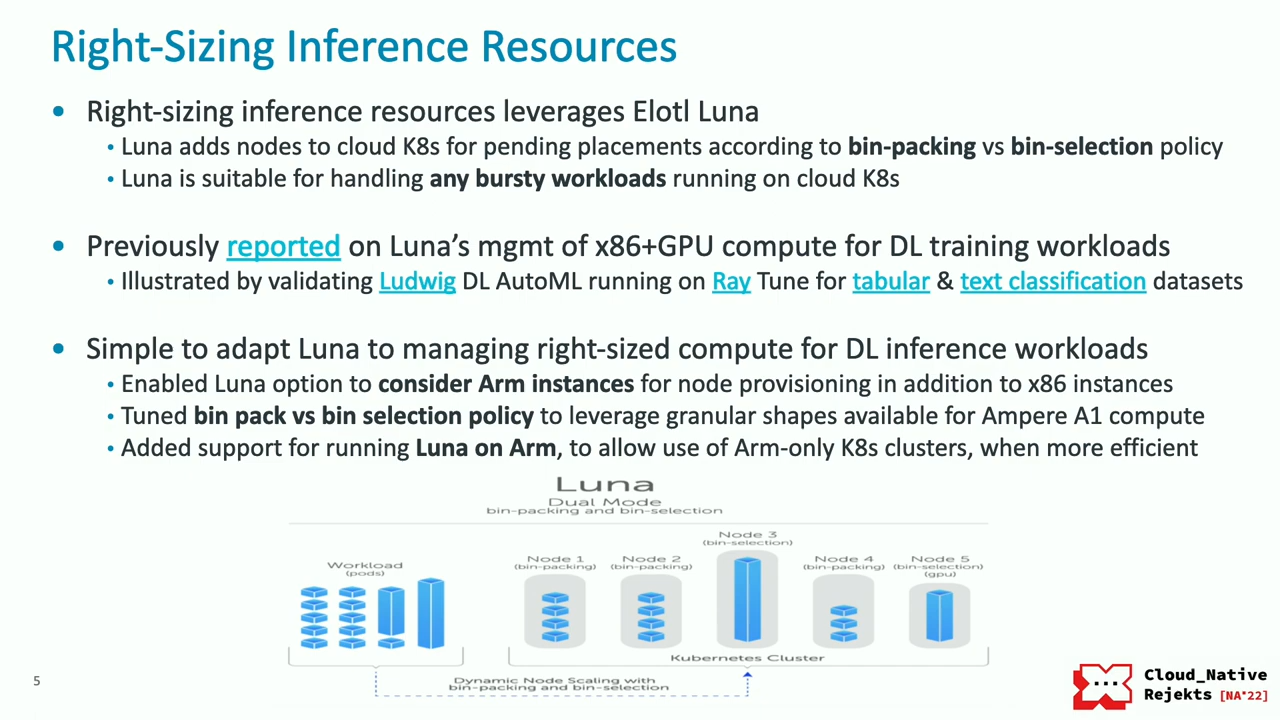 Right-Sizing Inference Resources
• Right-sizing inference resources leverages Elotl Luna
• Luna adds nodes to cloud K8s for pending placements according to bin-packing vs bin-selection policy
• Luna is suitable for handling any bursty workloads running on cloud K8s
• Previously reported on Luna's mgmt of x86+GPU compute for DL training workloads
• Illustrated by validating Ludwig DL AutoML running on Ray Tune for tabular & text classification datasets
• Simple to adapt Luna to managing right-sized compute for DL inference workloads
• Enabled Luna option to consider Arm instances for node provisioning in addition to x86 instances
• Tuned bin pack vs bin selection policy to leverage granular shapes available for Ampere A1 compute
• Added support for running Luna on Arm, to allow use of Arm-only K8s clusters, when more efficient
Luna
Dual Mode
bin-packing and bin-selection
Workload
(pods)
Node 1
(bin-packing)
Node 2
(bin-packing)
Node 3
(bin-selection)
Node 4
(bin-packing)
Node 5
(bin-selection)
(gpu)
Kubernetes Cluster
Dynamic Node Scaling with
bin-packing and bin-selection
5
Cloud_Native
Rejekts [NA'22]